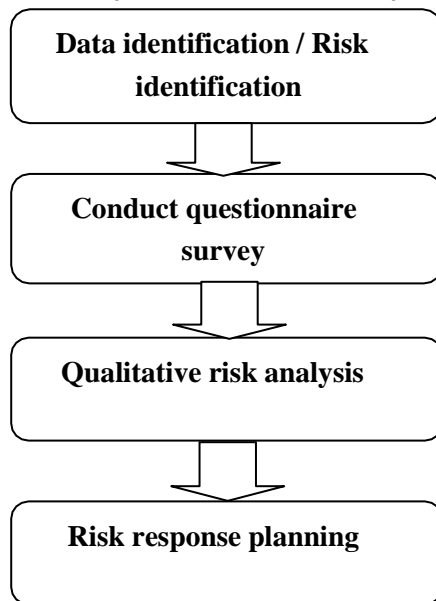 Data identification / Risk
identification
Conduct questionnaire
survey
Qualitative risk analysis
Risk response planning